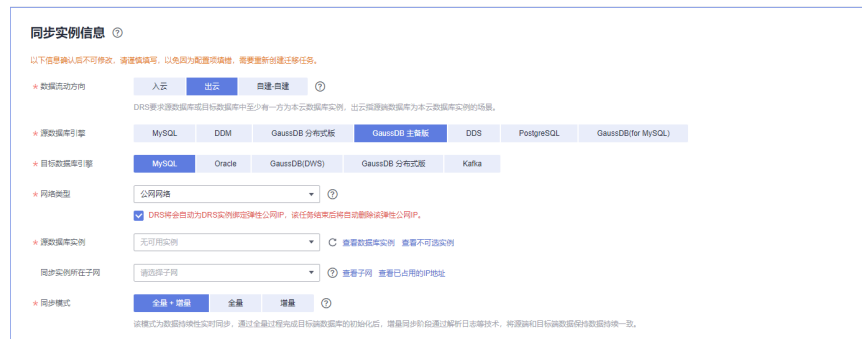 同步实例信息 ?
以下信息确认后不可修改，请谨慎填写，以免因为配置项填错，需要重新创建迁移任务。
* 数据流动方向 入云 出云 自建-自建 ?
DRS要求源数据库或目标数据库中至少有一方为本云数据库实例，出云指源端数据库为本云数据库实例的场景。
* 源数据库引擎 MySQL DDM GaussDB 分布式版 GaussDB 主备版 DDS PostgreSQL GaussDB(for MySQL)
* 目标数据库引擎 MySQL Oracle GaussDB(DWS) GaussDB 分布式版 Kafka
* 网络类型 公网网络 ?
DRS将会自动为DRS实例绑定弹性公网IP，该任务结束后将自动删除该弹性公网IP。
* 源数据库实例 无可用实例 查看数据库实例 查看不可选实例
同步实例所在子网 请选择子网 ? 查看子网 查看已占用的IP地址
* 同步模式 全量+增量 全量 增量 ?
该模式为数据持续性实时同步，通过全量过程完成目标端数据库的初始化后，增量同步阶段通过解析日志等技术，将源端和目标端数据保持数据持续一致。